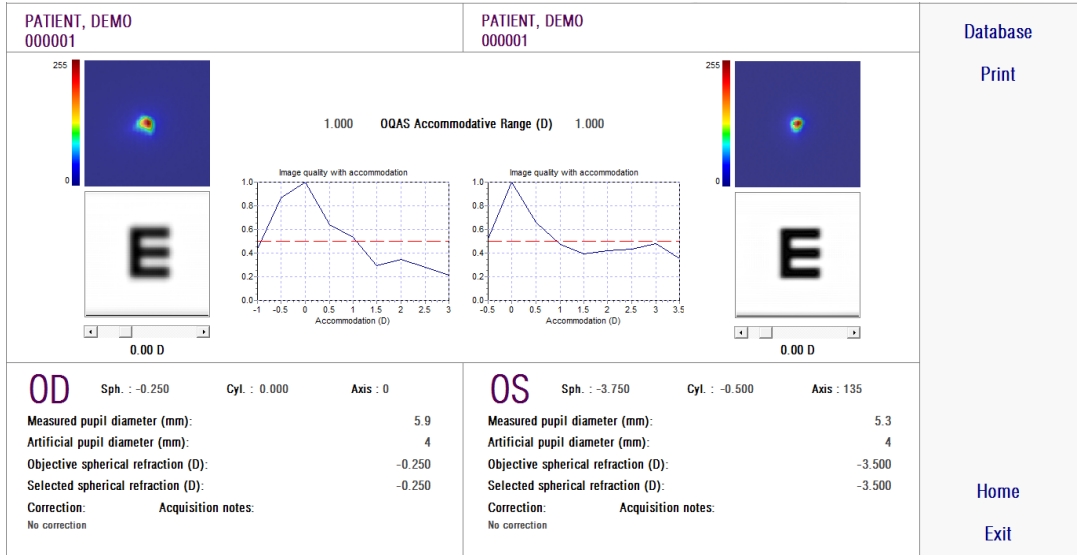 PATIENT, DEMO
000001
PATIENT, DEMO
000001
Database
Print
255
0
255
0
1.000 OQAS Accommodative Range (D) 1.000
Image quality with accommodation
1.0
0.8
0.6
0.4
0.2
0.0
-1 -0.5 0 0.5 1 1.5 2 2.5 3
Accommodation (D)
Image quality with accommodation
1.0
0.8
0.6
0.4
0.2
0.0
-0.5 0 0.5 1 1.5 2 2.5 3 3.5
Accommodation (D)
E
E
0.00 D
0.00 D
OD Sph. : -0.250 Cyl. : 0.000 Axis : 0
Measured pupil diameter (mm): 5.9
Artificial pupil diameter (mm): 4
Objective spherical refraction (D): -0.250
Selected spherical refraction (D): -0.250
Correction: Acquisition notes:
No correction
OS Sph. : -3.750 Cyl. : -0.500 Axis : 135
Measured pupil diameter (mm): 5.3
Artificial pupil diameter (mm): 4
Objective spherical refraction (D): -3.500
Selected spherical refraction (D): -3.500
Correction: Acquisition notes:
No correction
Home
Exit